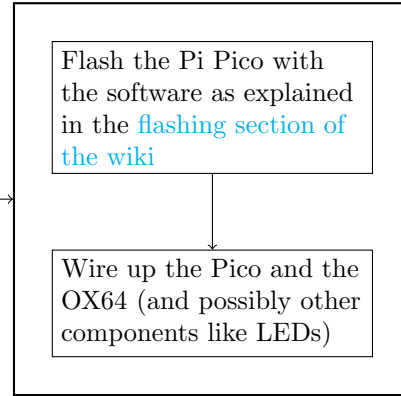 Flash the Pi Pico with
the software as explained
in the flashing section of
the wiki
Wire up the Pico and the
OX64 (and possibly other
components like LEDs)